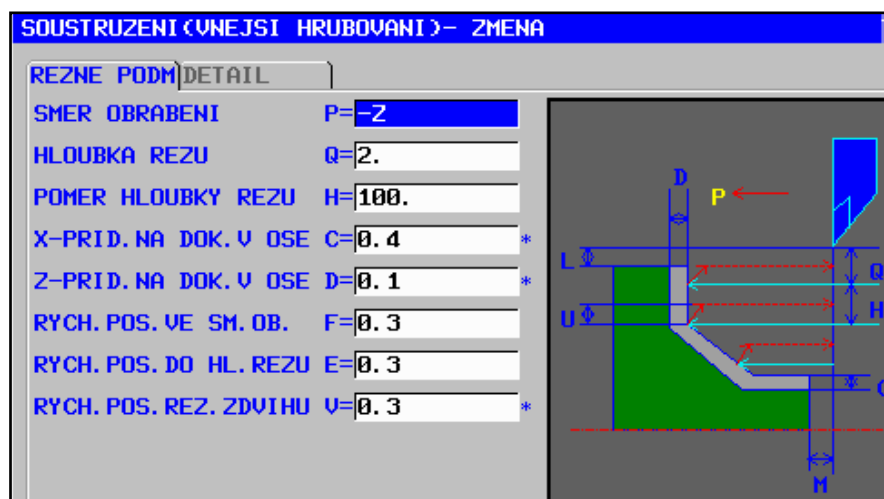 SOUSTRUZENI(VNEJSI HRUBOVANI)- ZMENA
REZNE PODM DETAIL
SMER OBRABENI P=-Z
HLOUBKA REZU Q=2.
POMER HLOUBKY REZU H=100.
X-PRID.NA DOK.V OSE C=0.4 *
Z-PRID.NA DOK.V OSE D=0.1 *
RYCH.POS.VE SM.OB. F=0.3
RYCH.POS.DO HL.REZU E=0.3
RYCH.POS.REZ.ZDVIHU V=0.3 *
D
P
L
Q
U
H
M